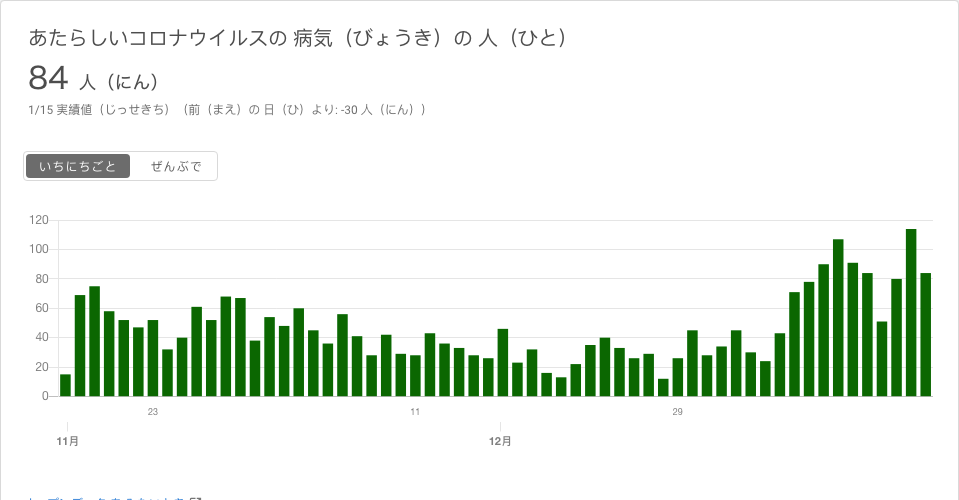 あたらしいコロナウイルスの 病気（びょうき）の 人（ひと）
84 人（にん）
1/15 実績値（じっせきち）（前（まえ）の 日（ひ）より: -30 人（にん））
いちにちごと ぜんぶで
120
100
80
60
40
20
0
23 11 29
11月 12月